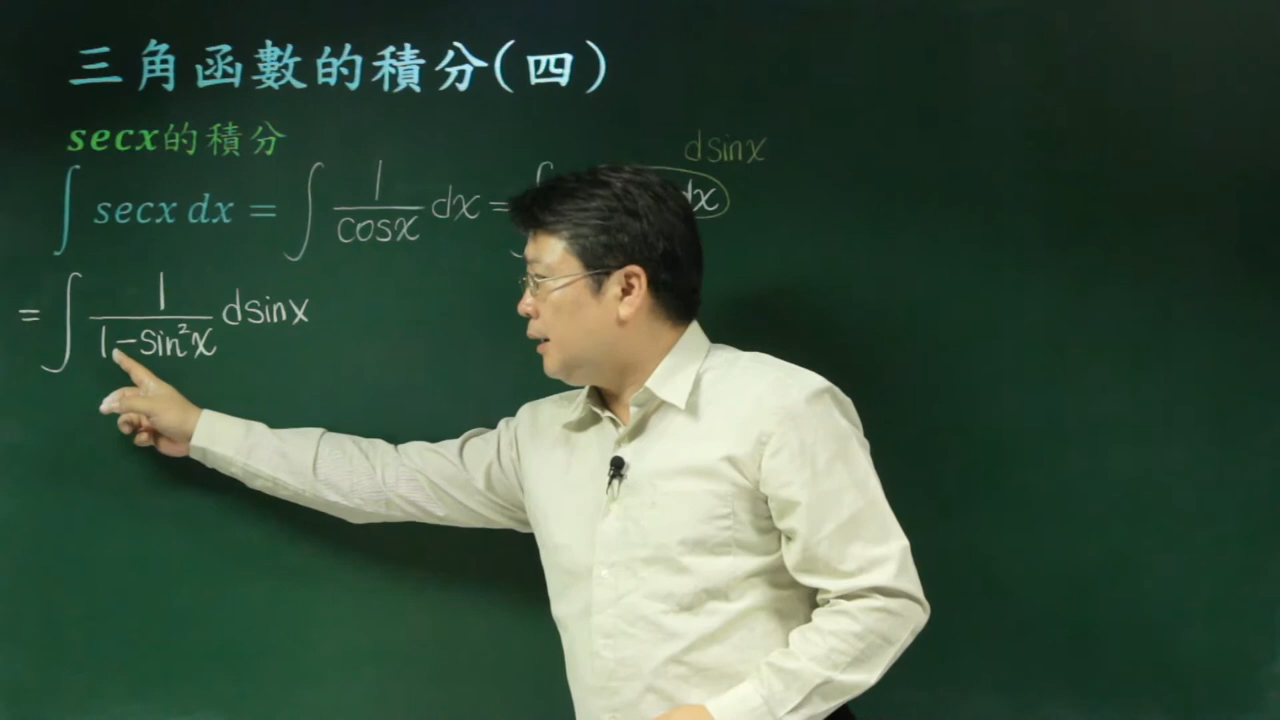 三角函數的積分(四)
secx的積分
dsinx
∫ secx dx = ∫ 1/cosx dx = ∫ dx
= ∫ 1/(1-sin²x) dsinx